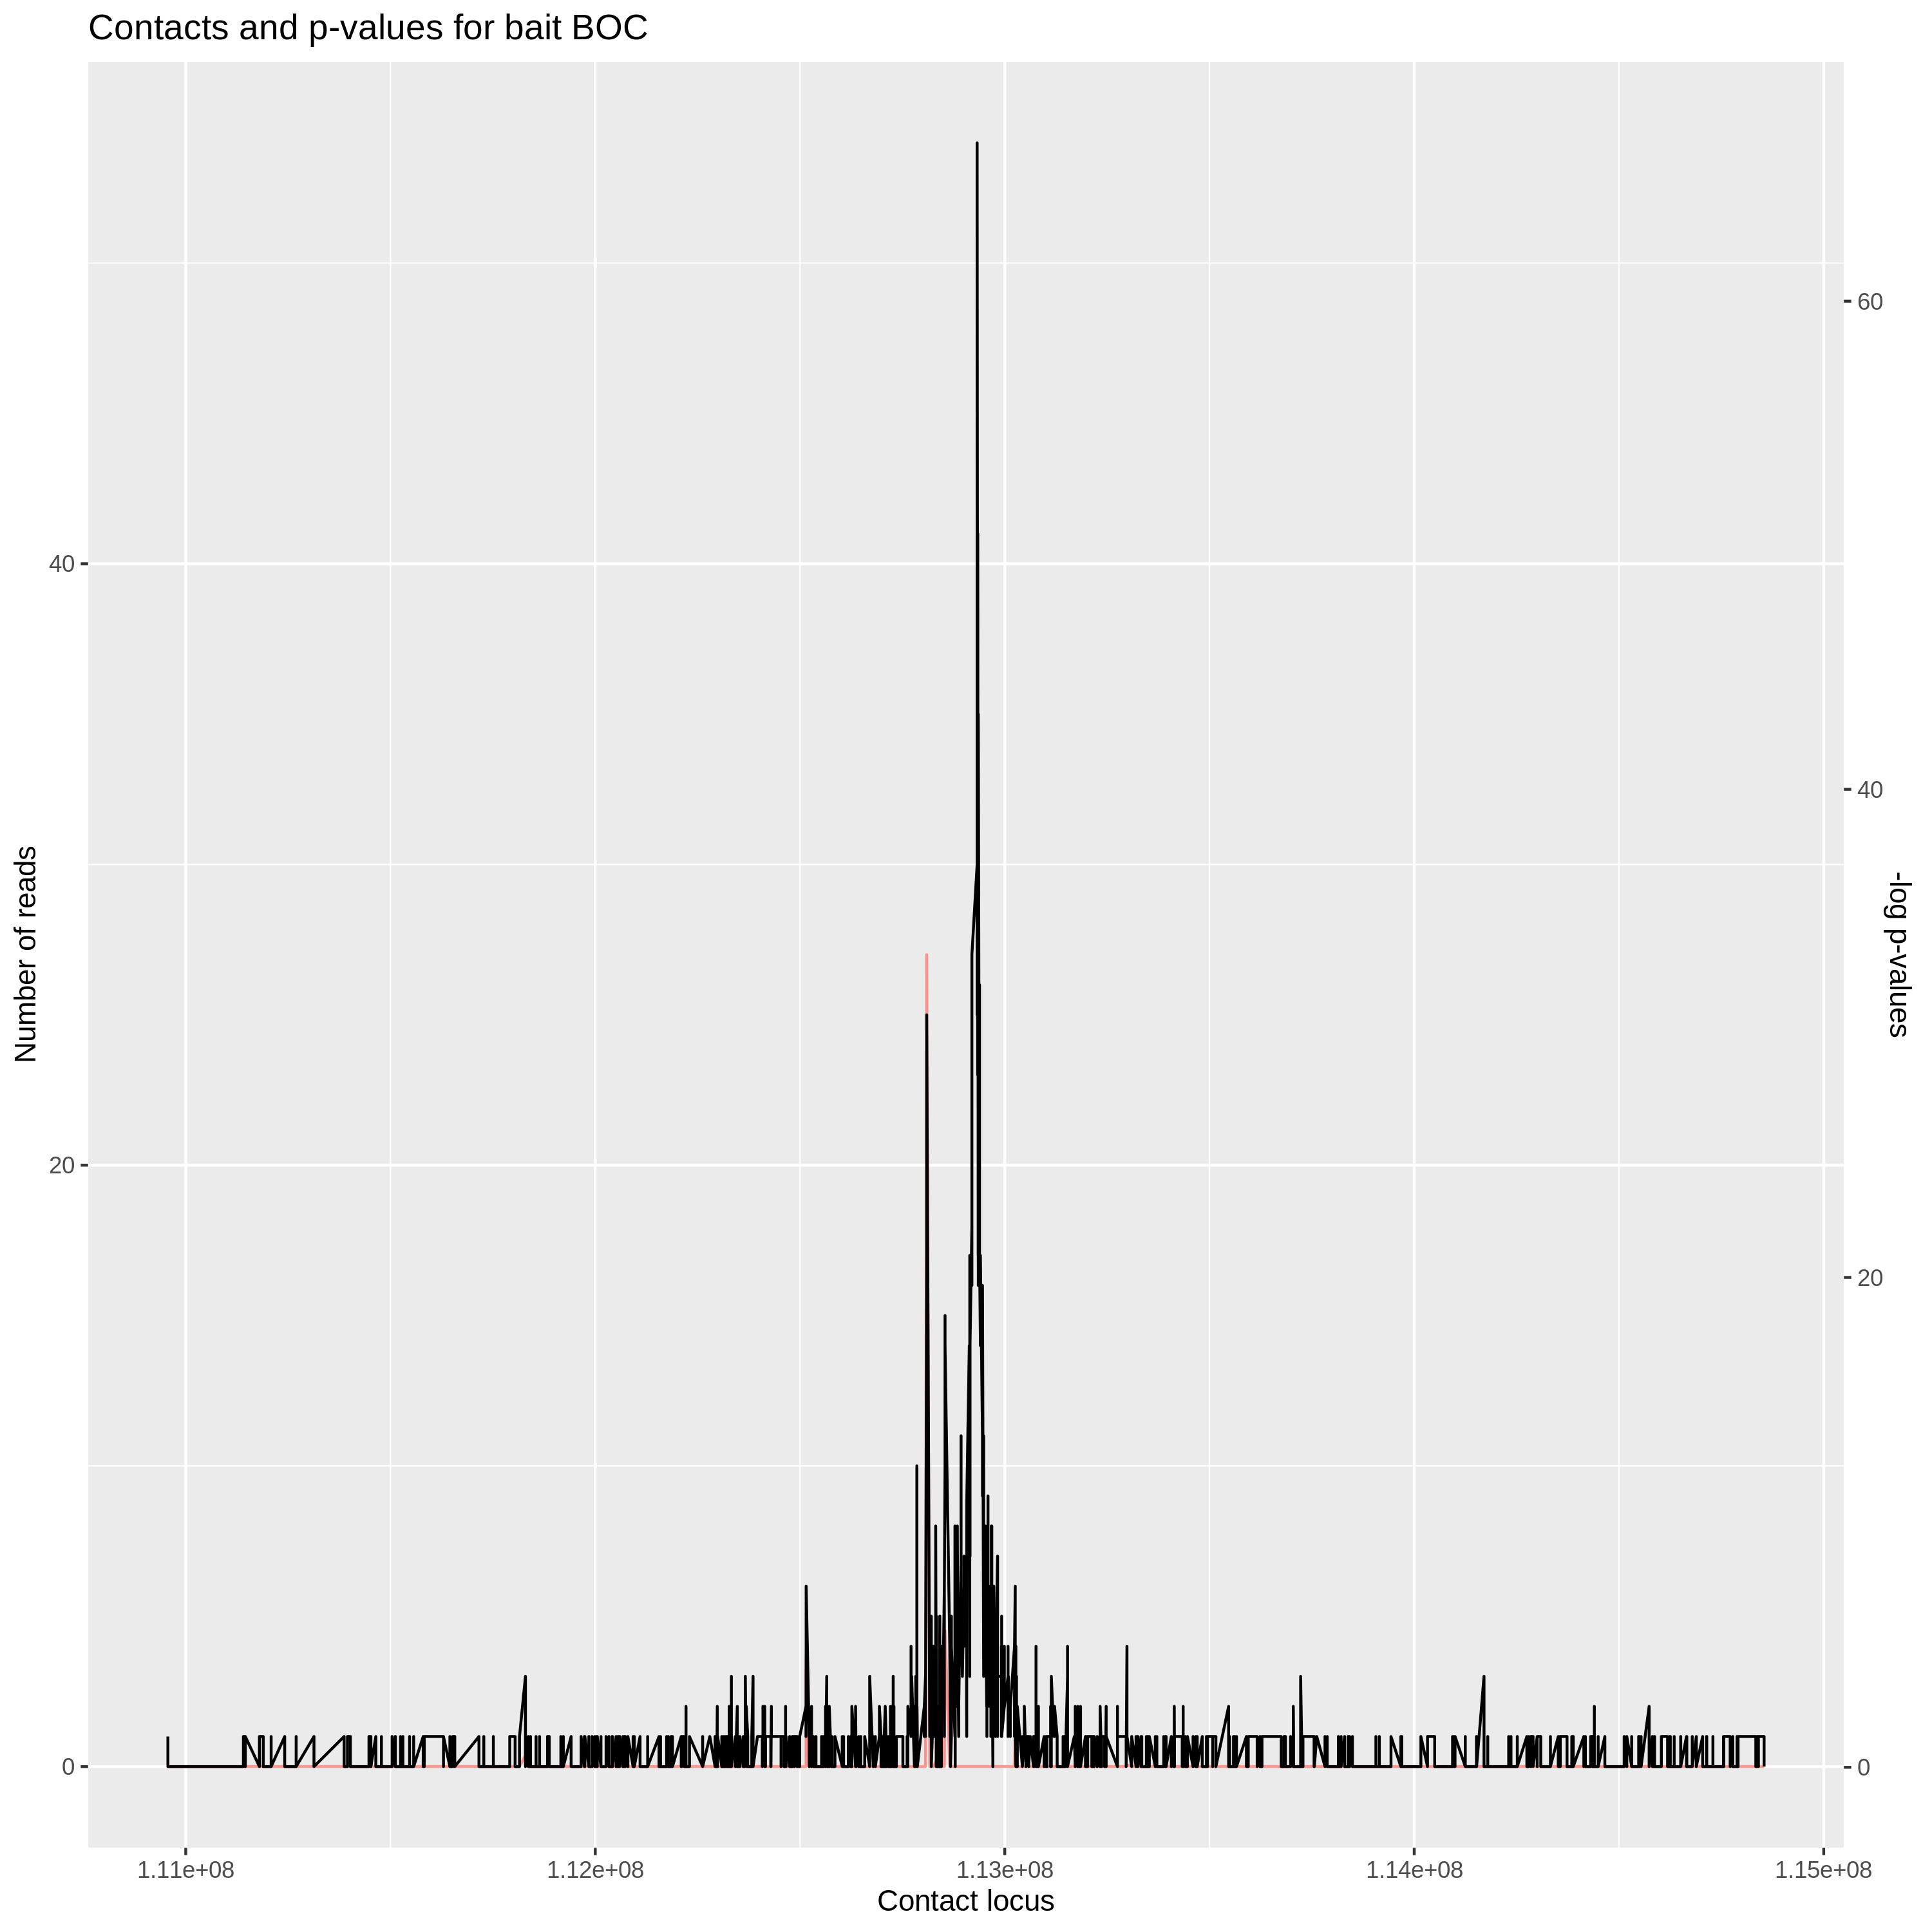 Contacts and p-values for bait BOC
60
40
40
20
20
0
0
Number of reads
-log p-values
1.11e+08
1.12e+08
1.13e+08
1.14e+08
1.15e+08
Contact locus